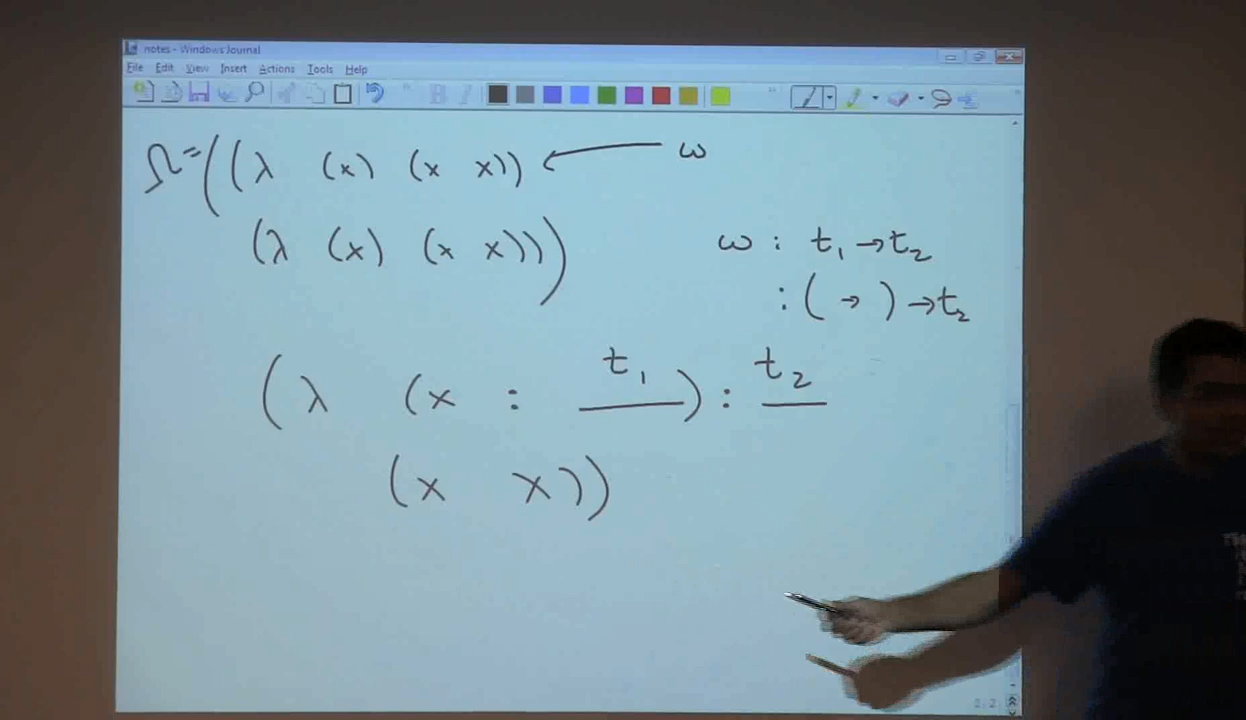 notes - Windows Journal
File Edit View Insert Actions Tools Help
Ω=((λ (x) (x x)) ← ω
(λ (x) (x x)))
ω : t₁ → t₂
: ( → ) → t₂
(λ (x : t₁) : t₂
(x x))